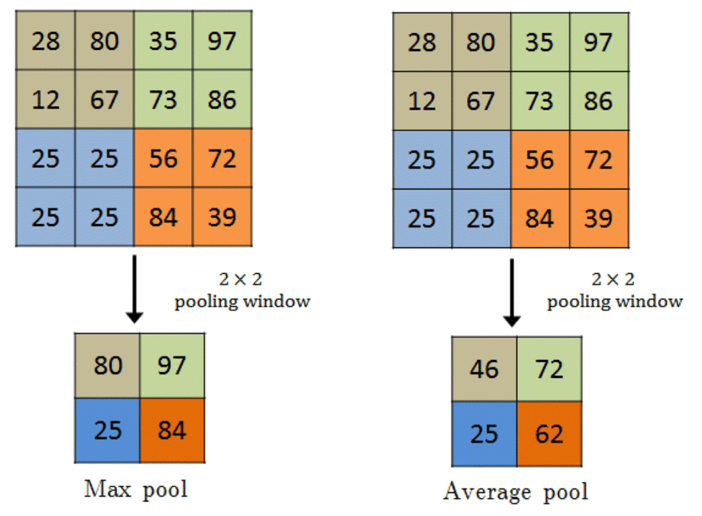 28 80 35 97
12 67 73 86
25 25 56 72
25 25 84 39
2 × 2
pooling window
80 97
25 84
Max pool
28 80 35 97
12 67 73 86
25 25 56 72
25 25 84 39
2 × 2
pooling window
46 72
25 62
Average pool